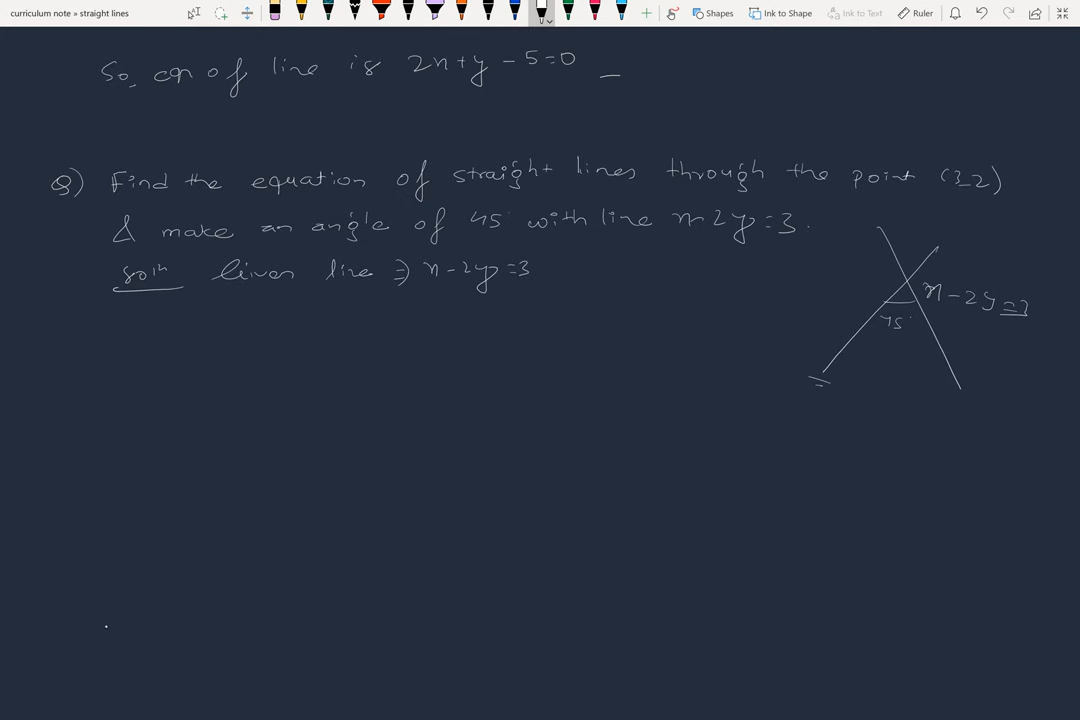 curriculum note » straight lines
Shapes Ink to Shape Ink to Text Ruler
So, eqn of line is 2x+y-5=0
Q) Find the equation of straight lines through the point (3,2)
& make an angle of 45° with line x-2y=3.
soln Given line ⇒ x-2y=3
x-2y=3
45°